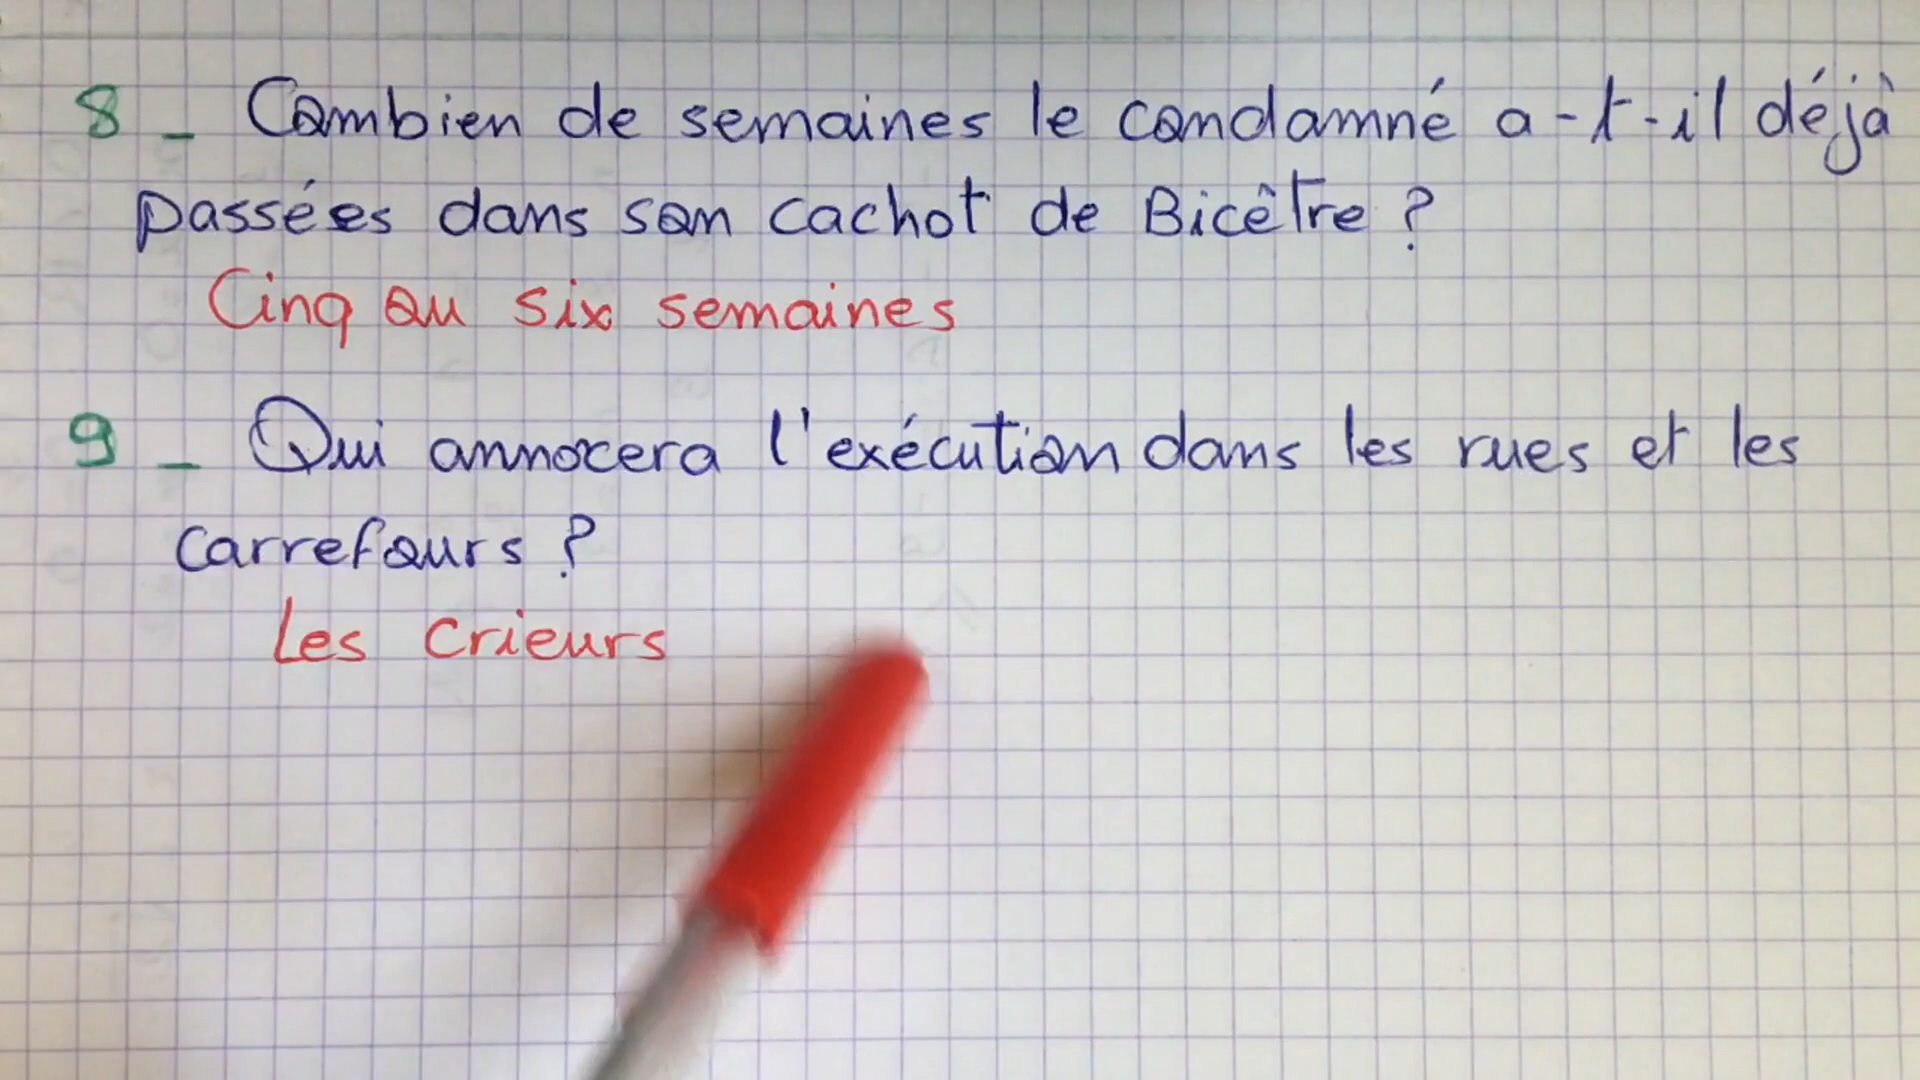 8 - Combien de semaines le condamné a-t-il déjà
passées dans son cachot de Bicêtre ?
Cinq ou six semaines
9 - Qui annocera l'exécution dans les rues et les
carrefours ?
Les crieurs